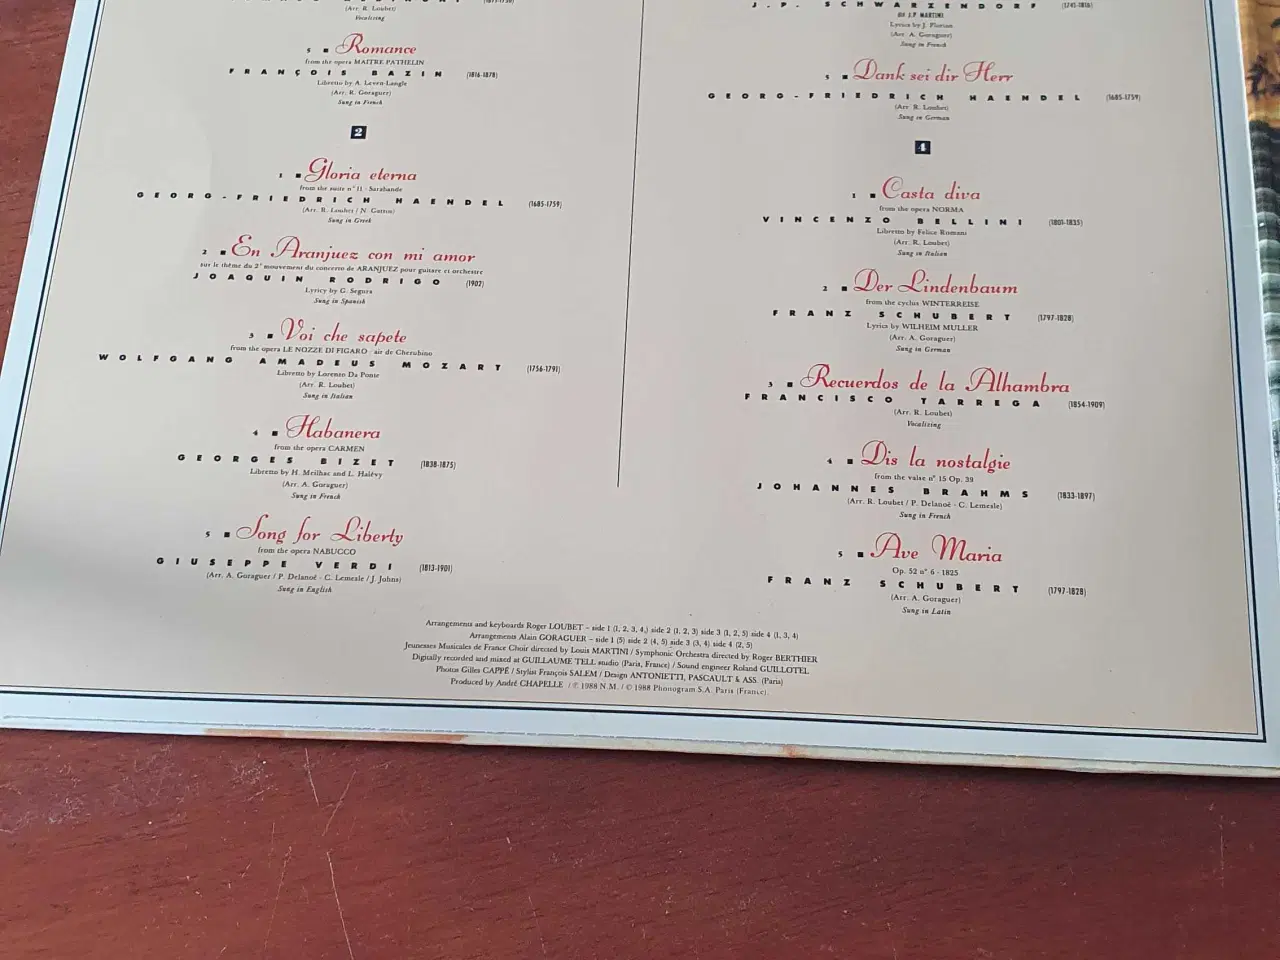 (Arr. R. Loubet)
Vocalizing
5 ■ Romance
from the opera MAITRE PATHELIN
FRANÇOIS BAZIN (1816-1878)
Libretto by A. Leven-Langle
(Arr. R. Goraguer)
Sung in French
2
1 ■ Gloria eterna
from the suite n° 11 - Sarabande
GEORG-FRIEDRICH HAENDEL (1685-1759)
(Arr. R. Loubet / N. Gatsos)
Sung in Greek
2 ■ En Aranjuez con mi amor
sur le thème du 2e mouvement du concerto de ARANJUEZ pour guitare et orchestre
JOAQUIN RODRIGO (1902)
Lyricy by G. Segura
Sung in Spanish
3 ■ Voi che sapete
from the opera LE NOZZE DI FIGARO - air de Cherubino
WOLFGANG AMADEUS MOZART (1756-1791)
Libretto by Lorenzo Da Ponte
(Arr. R. Loubet)
Sung in Italian
4 ■ Habanera
from the opera CARMEN
GEORGES BIZET (1838-1875)
Libretto by H. Meilhac and L. Halévy
(Arr. A. Goraguer)
Sung in French
5 ■ Song for Liberty
from the opera NABUCCO
GIUSEPPE VERDI (1813-1901)
(Arr. A. Goraguer / P. Delanoë - C. Lemesle / J. Johns)
Sung in English
J.P. SCHWARZENDORF (1741-1816)
dit J.P. MARTINI
Lyrics by J. Florian
(Arr. A. Goraguer)
Sung in French
5 ■ Dank sei dir Herr
GEORG-FRIEDRICH HAENDEL (1685-1759)
(Arr. R. Loubet)
Sung in German
4
1 ■ Casta diva
from the opera NORMA
VINCENZO BELLINI (1801-1835)
Libretto by Felice Romani
(Arr. R. Loubet)
Sung in Italian
2 ■ Der Lindenbaum
from the cyclus WINTERREISE
FRANZ SCHUBERT (1797-1828)
Lyrics by WILHEIM MULLER
(Arr. A. Goraguer)
Sung in German
3 ■ Recuerdos de la Alhambra
FRANCISCO TARREGA (1854-1909)
(Arr. R. Loubet)
Vocalizing
4 ■ Dis la nostalgie
from the valse n° 15 Op. 39
JOHANNES BRAHMS (1833-1897)
(Arr. R. Loubet / P. Delanoë - C. Lemesle)
Sung in French
5 ■ Ave Maria
Op. 52 n° 6 - 1825
FRANZ SCHUBERT (1797-1828)
(Arr. A. Goraguer)
Sung in Latin
Arrangements and keyboards Roger LOUBET – side 1 (1, 2, 3, 4,) side 2 (1, 2, 3) side 3 (1, 2, 5) side 4 (1, 3, 4)
Arrangements Alain GORAGUER – side 1 (5) side 2 (4, 5) side 3 (3, 4) side 4 (2, 5)
Jeunesses Musicales de France Choir directed by Louis MARTINI / Symphonic Orchestra directed by Roger BERTHIER
Digitally recorded and mixed at GUILLAUME TELL studio (Paris, France) / Sound engineer Roland GUILLOTEL
Photos Gilles CAPPÉ / Stylist François SALEM / Design ANTONIETTI, PASCAULT & ASS. (Paris)
Produced by André CHAPELLE / ℗ 1988 N.M. / © 1988 Phonogram S.A. Paris (France).